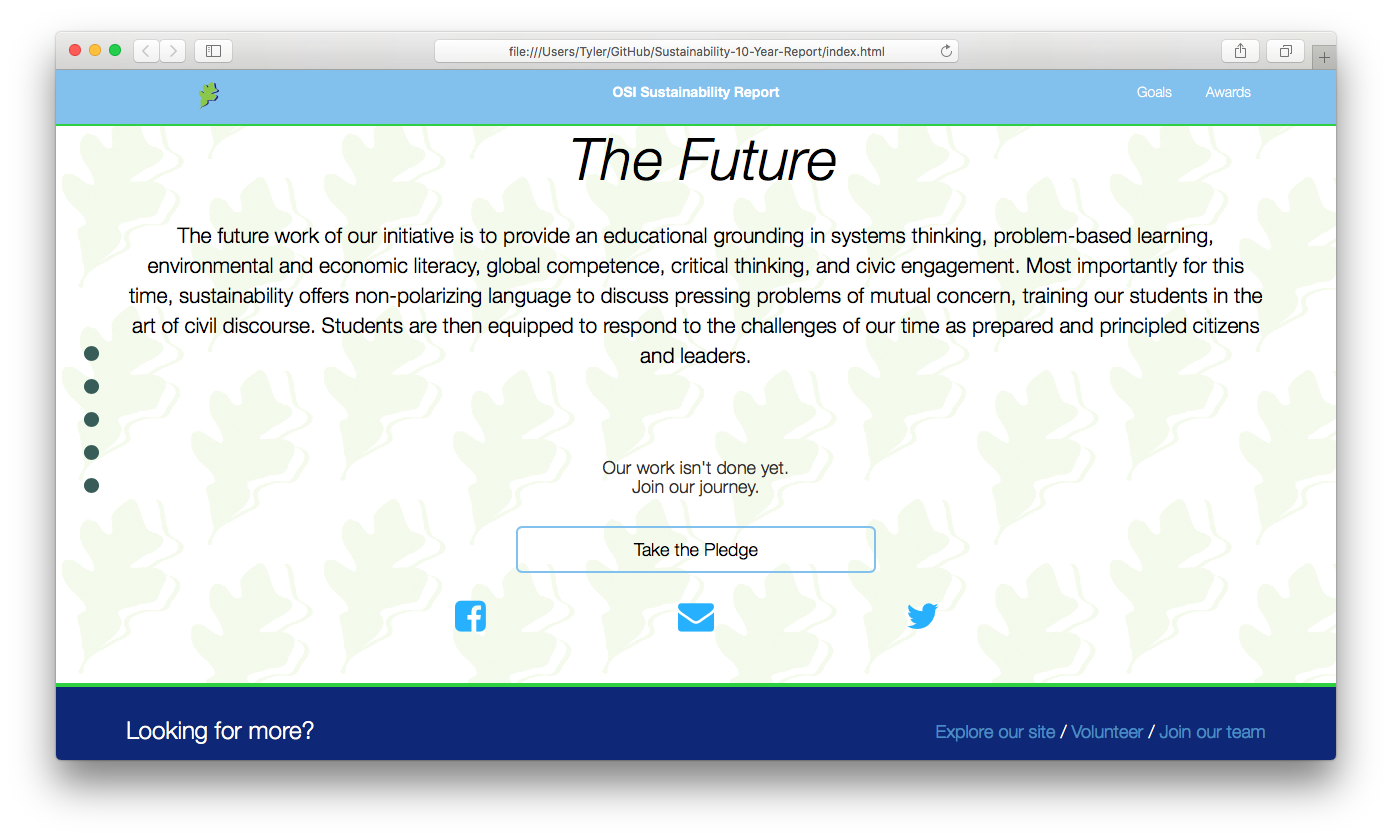 file:///Users/Tyler/GitHub/Sustainability-10-Year-Report/index.html
OSI Sustainability Report
Goals
Awards
The Future
The future work of our initiative is to provide an educational grounding in systems thinking, problem-based learning,
environmental and economic literacy, global competence, critical thinking, and civic engagement. Most importantly for this
time, sustainability offers non-polarizing language to discuss pressing problems of mutual concern, training our students in the
art of civil discourse. Students are then equipped to respond to the challenges of our time as prepared and principled citizens
and leaders.
Our work isn't done yet.
Join our journey.
Take the Pledge
Looking for more?
Explore our site / Volunteer / Join our team